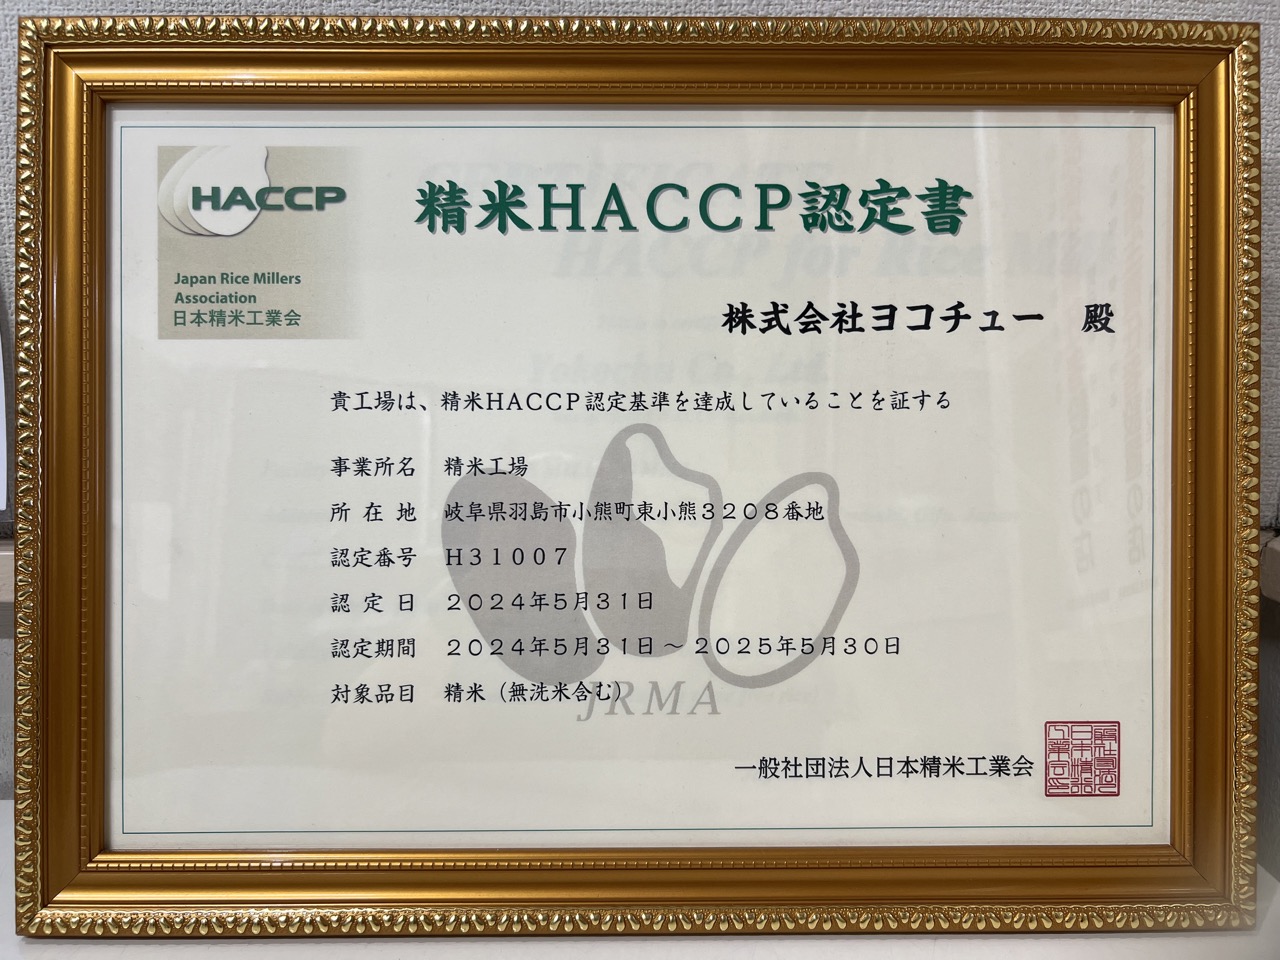 HACCP
Japan Rice Millers
Association
日本精米工業会
精米HACCP認定書
株式会社ヨコチュー 殿
貴工場は、精米HACCP認定基準を達成していることを証する
事業所名 精米工場
所在地 岐阜県羽島市小熊町東小熊3208番地
認定番号 H31007
認定日 2024年5月31日
認定期間 2024年5月31日~2025年5月30日
対象品目 精米(無洗米含む)
JRMA
一般社団法人日本精米工業会